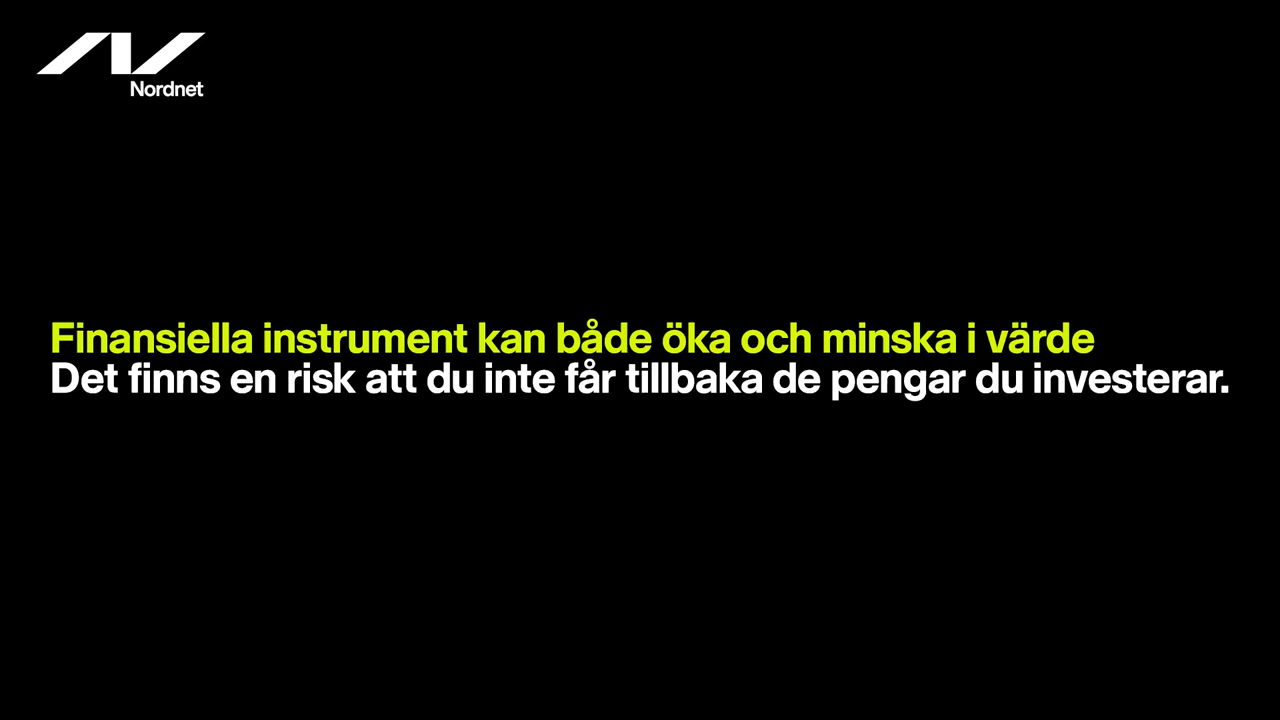 Nordnet
Finansiella instrument kan både öka och minska i värde
Det finns en risk att du inte får tillbaka de pengar du investerar.